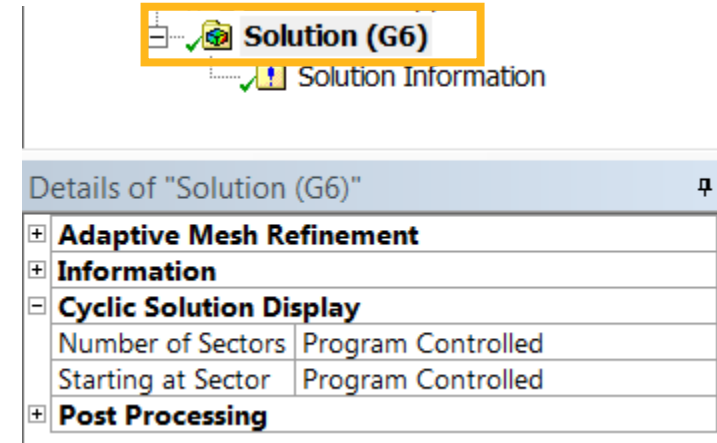 Solution (G6)
Solution Information
Details of "Solution (G6)"
Adaptive Mesh Refinement
Information
Cyclic Solution Display
Number of Sectors Program Controlled
Starting at Sector Program Controlled
Post Processing